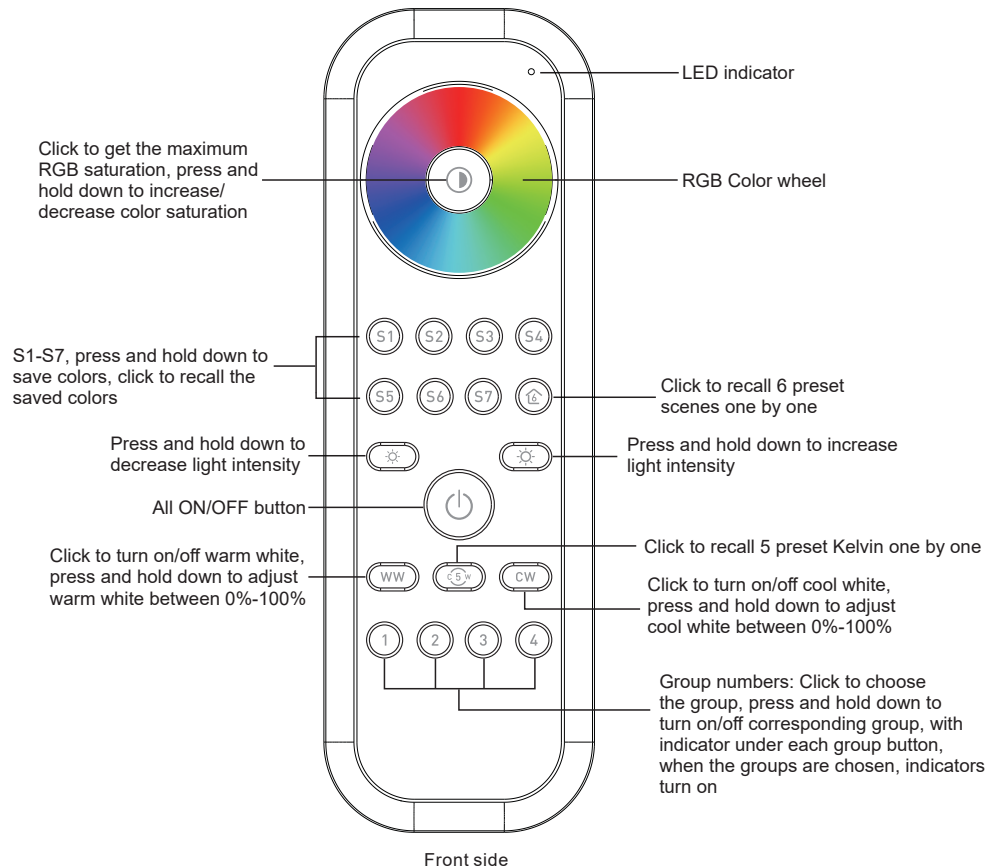 LED indicator
Click to get the maximum
RGB saturation, press and
hold down to increase/
decrease color saturation
RGB Color wheel
S1 S2 S3 S4
S1-S7, press and hold down to
save colors, click to recall the
saved colors
S5 S6 S7 6
Click to recall 6 preset
scenes one by one
Press and hold down to
decrease light intensity
Press and hold down to increase
light intensity
All ON/OFF button
Click to turn on/off warm white,
press and hold down to adjust
warm white between 0%-100%
WW C5W CW
Click to recall 5 preset Kelvin one by one
Click to turn on/off cool white,
press and hold down to adjust
cool white between 0%-100%
1 2 3 4
Group numbers: Click to choose
the group, press and hold down to
turn on/off corresponding group, with
indicator under each group button,
when the groups are chosen, indicators
turn on
Front side